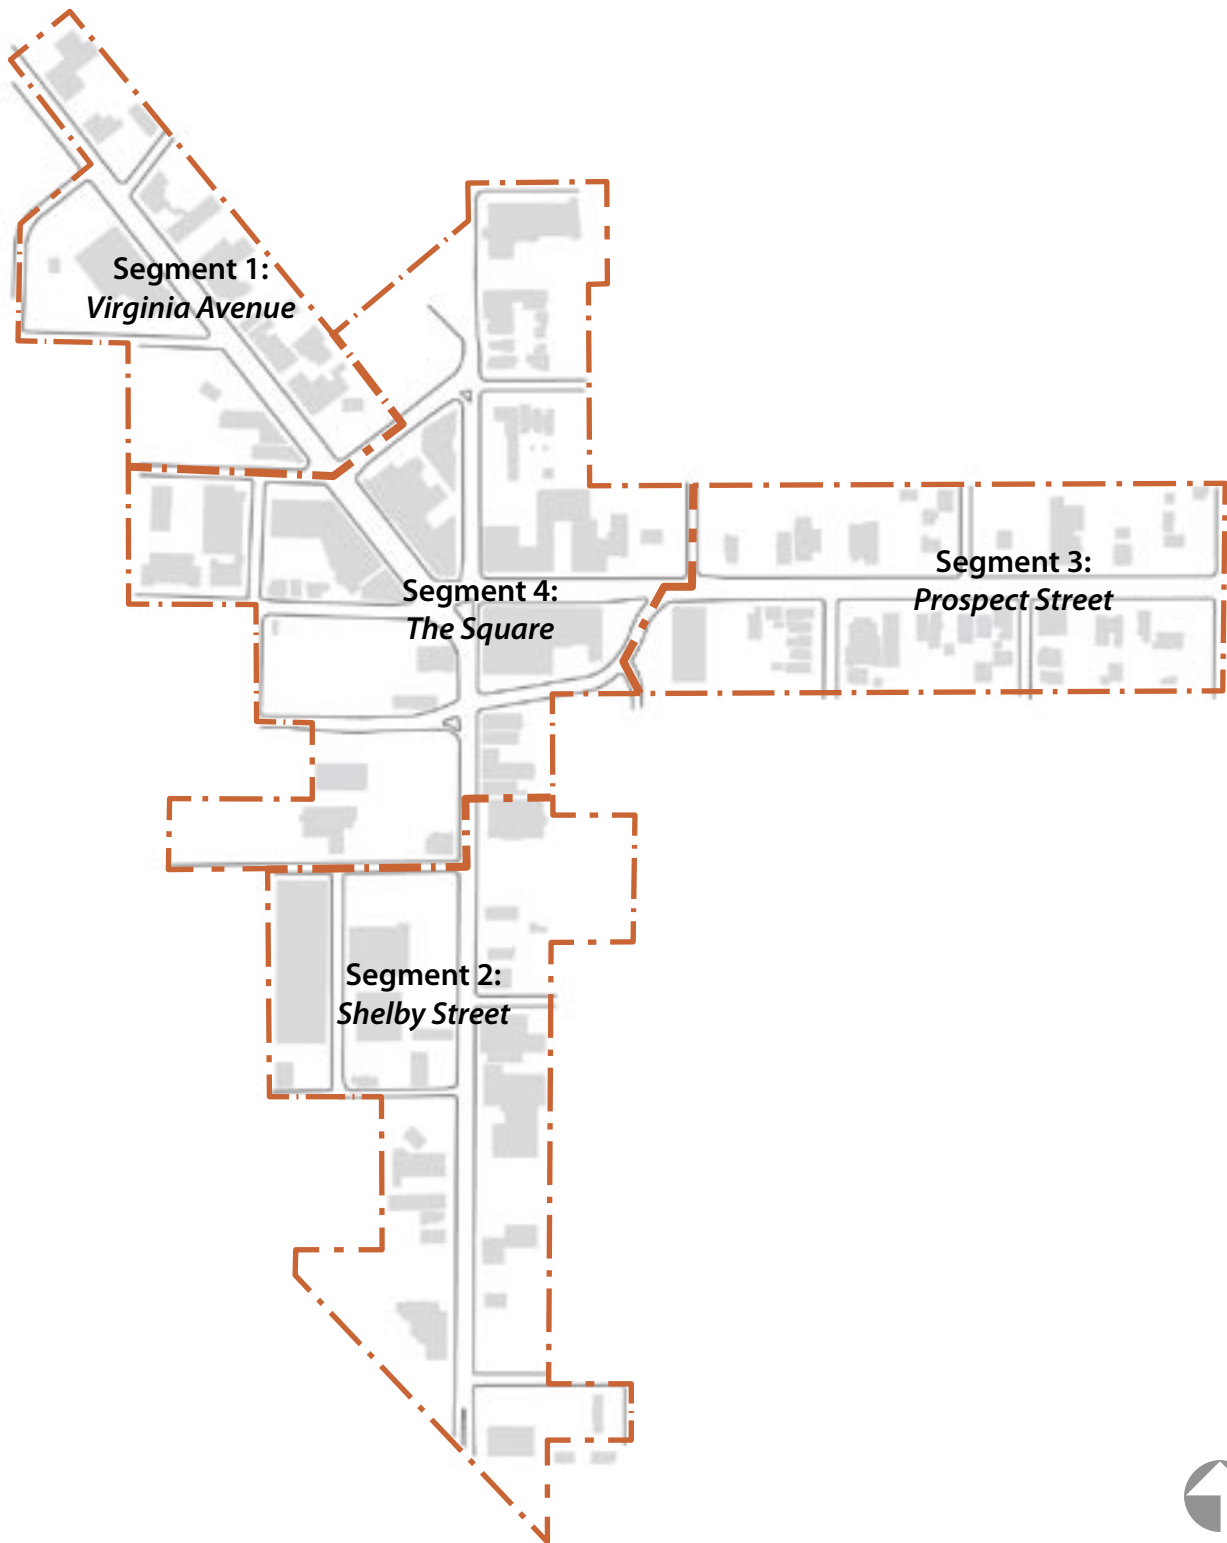 Segment 1:
Virginia Avenue
Segment 3:
Prospect Street
Segment 4:
The Square
Segment 2:
Shelby Street